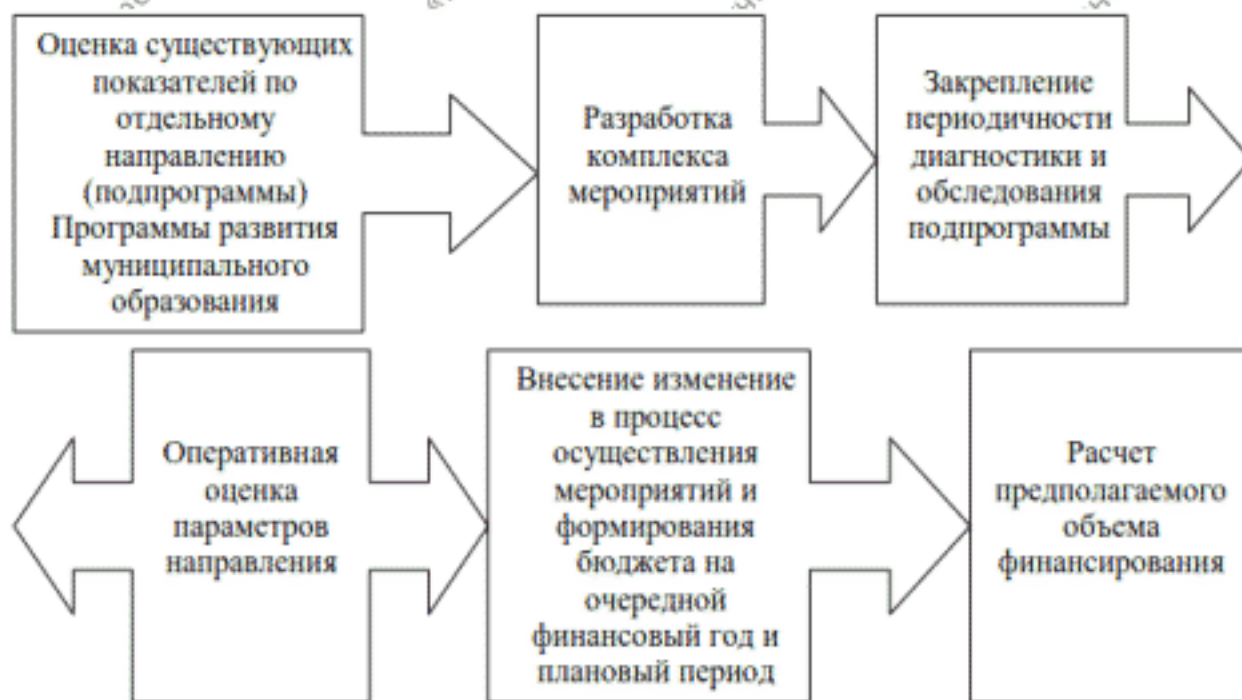 Оценка существующих
показателей по
отдельному
направлению
(подпрограммы)
Программы развития
муниципального
образования
Разработка
комплекса
мероприятий
Закрепление
периодичности
диагностики и
обследования
подпрограммы
Оперативная
оценка
параметров
направления
Внесение изменение
в процесс
осуществления
мероприятий и
формирования
бюджета на
очередной
финансовый год и
плановый период
Расчет
предполагаемого
объема
финансирования